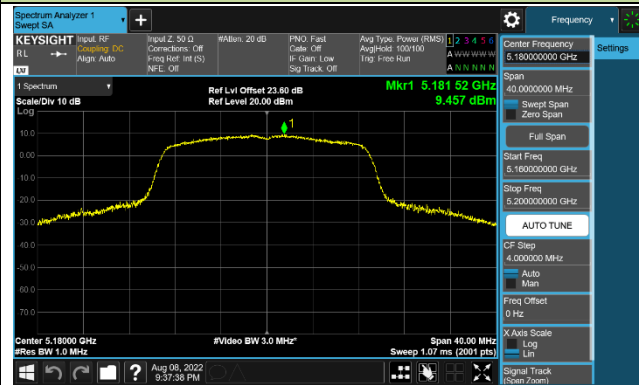 Spectrum Analyzer 1
Swept SA
Frequency
KEYSIGHT
RL
Input: RF
Coupling: DC
Align: Auto
Input Z: 50 Ω
Corrections: Off
Freq Ref: Int (S)
NFE: Off
#Atten: 20 dB
PNO: Fast
Gate: Off
IF Gain: Low
Sig Track: Off
Avg Type: Power (RMS)
Avg|Hold: 100/100
Trig: Free Run
1 2 3 4 5 6
A W W W W W
A N N N N N
1 Spectrum
Scale/Div 10 dB
Log
Ref Lvl Offset 23.60 dB
Ref Level 20.00 dBm
Mkr1 5.181 52 GHz
9.457 dBm
1
10.0
0.00
-10.0
-20.0
-30.0
-40.0
-50.0
-60.0
-70.0
Center 5.18000 GHz
#Res BW 1.0 MHz
#Video BW 3.0 MHz*
Span 40.00 MHz
Sweep 1.07 ms (2001 pts)
Aug 08, 2022
9:37:38 PM
Center Frequency
5.180000000 GHz
Span
40.0000000 MHz
Swept Span
Zero Span
Full Span
Start Freq
5.160000000 GHz
Stop Freq
5.200000000 GHz
AUTO TUNE
CF Step
4.000000 MHz
Auto
Man
Freq Offset
0 Hz
X Axis Scale
Log
Lin
Signal Track
(Span Zoom)
Settings